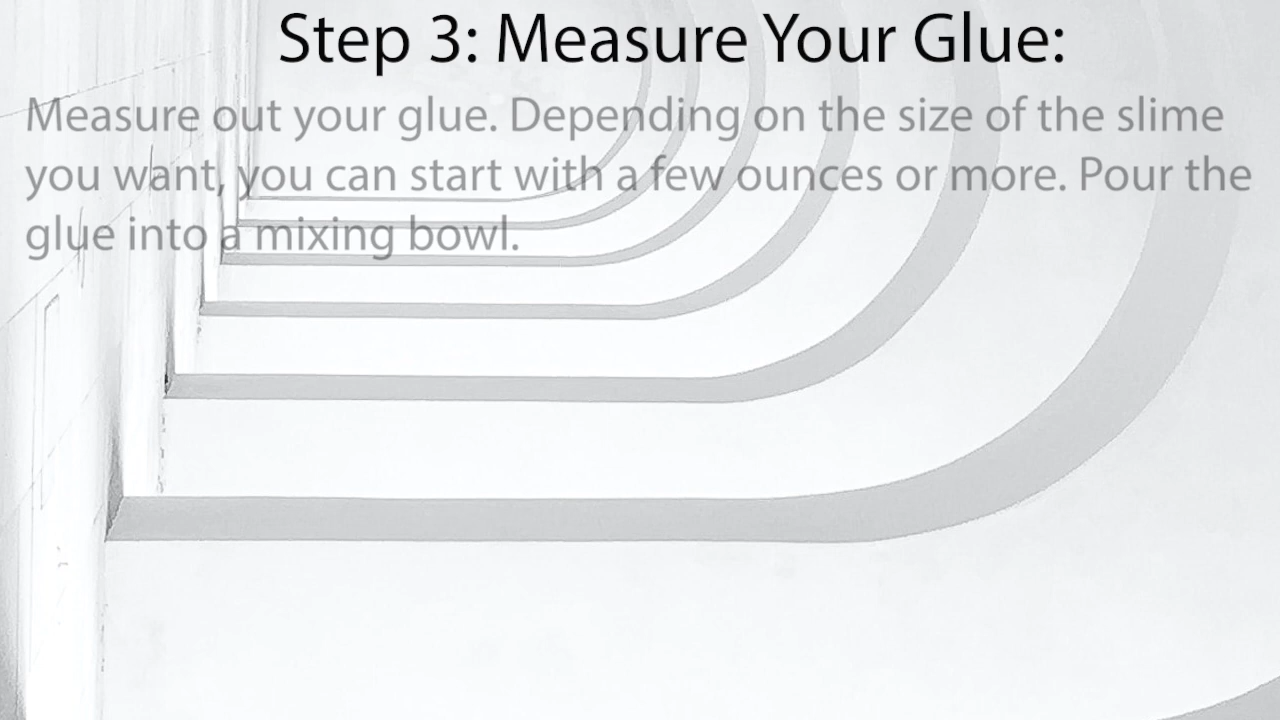 Step 3: Measure Your Glue:
Measure out your glue. Depending on the size of the slime
you want, you can start with a few ounces or more. Pour the
glue into a mixing bowl.